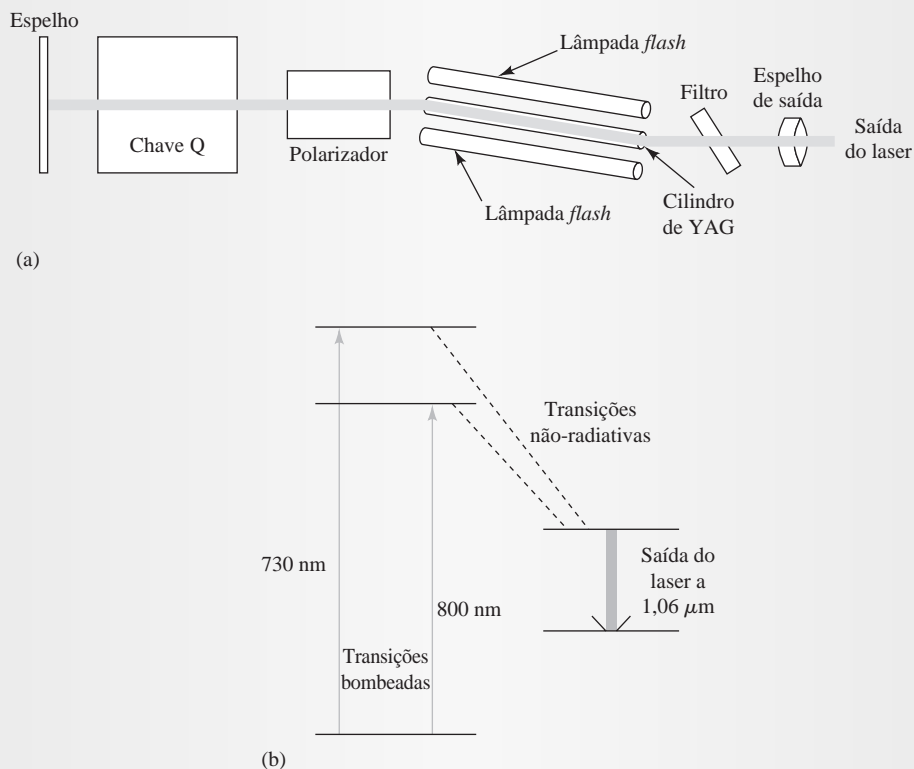 Espelho
Chave Q
Polarizador
Lâmpada flash
Lâmpada flash
Cilindro
de YAG
Filtro
Espelho
de saída
Saída
do laser
(a)
Transições
não-radiativas
730 nm
800 nm
Saída do
laser a
1,06 μm
Transições
bombeadas
(b)